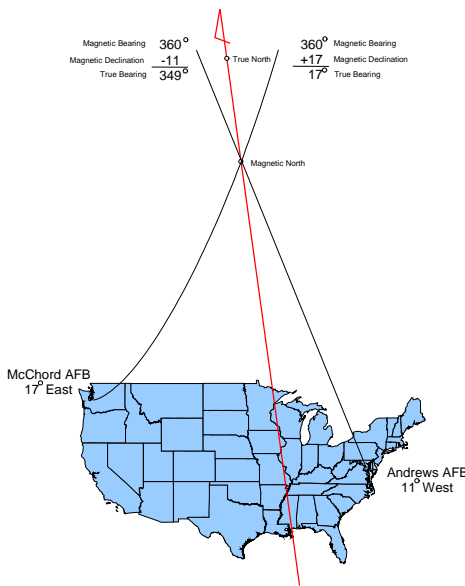 Magnetic Bearing 360°
Magnetic Declination -11
True Bearing 349°
360° Magnetic Bearing
+17 Magnetic Declination
17° True Bearing
True North
Magnetic North
McChord AFB
17° East
Andrews AFB
11° West